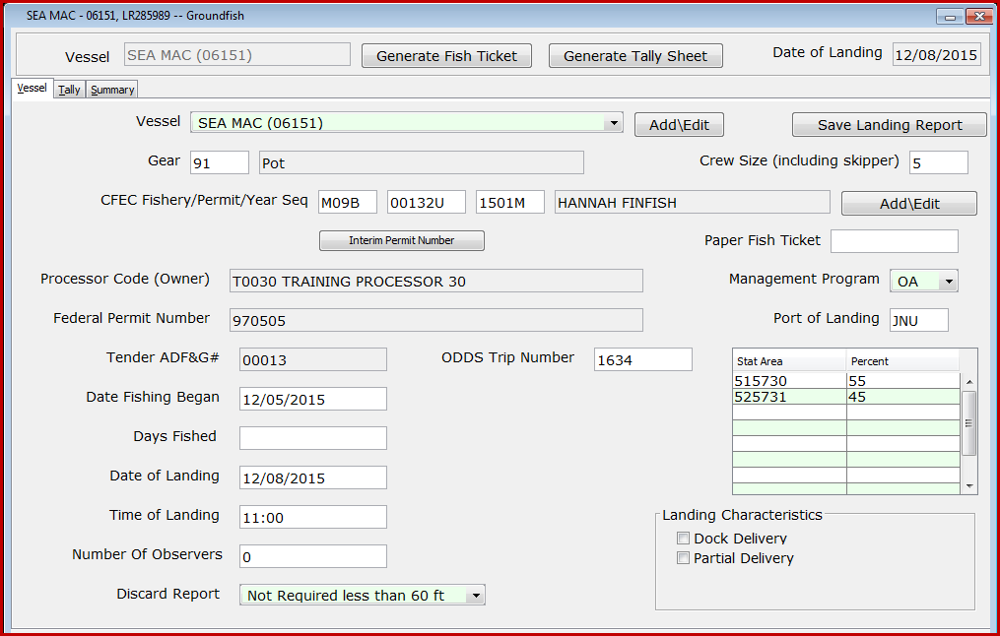 SEA MAC - 06151, LR285989 -- Groundfish
Vessel SEA MAC (06151) Generate Fish Ticket Generate Tally Sheet Date of Landing 12/08/2015
Vessel Tally Summary
Vessel SEA MAC (06151) Add\Edit Save Landing Report
Gear 91 Pot Crew Size (including skipper) 5
CFEC Fishery/Permit/Year Seq M09B 00132U 1501M HANNAH FINFISH Add\Edit
Interim Permit Number Paper Fish Ticket
Processor Code (Owner) T0030 TRAINING PROCESSOR 30 Management Program OA
Federal Permit Number 970505 Port of Landing JNU
Tender ADF&G# 00013 ODDS Trip Number 1634
Stat Area Percent
515730 55
525731 45
Date Fishing Began 12/05/2015
Days Fished
Date of Landing 12/08/2015
Time of Landing 11:00
Number Of Observers 0
Discard Report Not Required less than 60 ft
Landing Characteristics
Dock Delivery
Partial Delivery